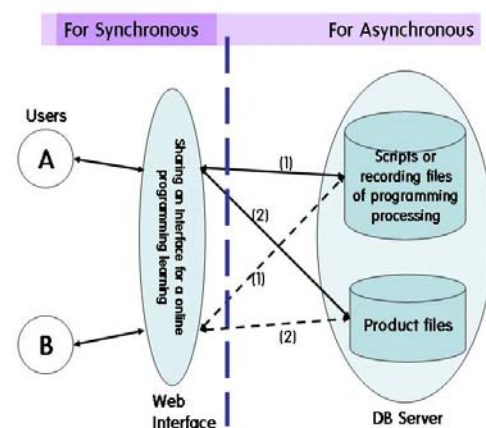 For Synchronous
For Asynchronous
Users
A
B
Sharing an Interface for a online
programming learning
(1)
(2)
(1)
(2)
Scripts or
recording files
of programming
processing
Product files
Web
Interface
DB Server